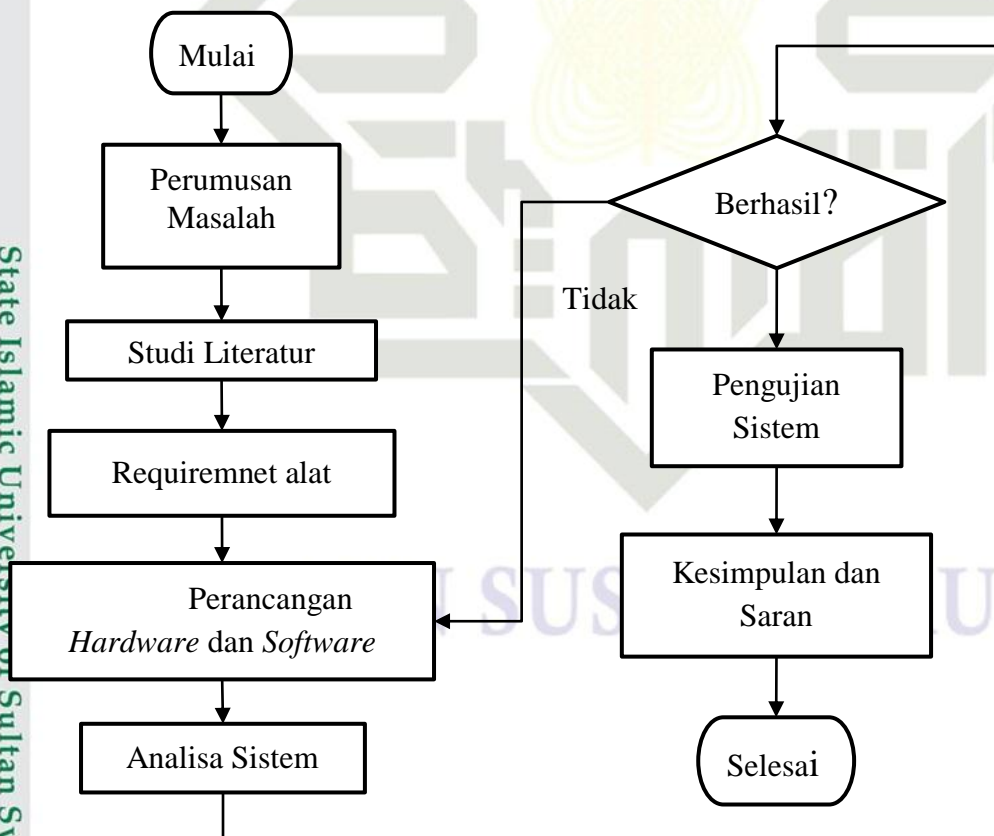 Mulai
Perumusan
Masalah
Studi Literatur
Requiremnet alat
Perancangan
Hardware dan Software
Analisa Sistem
Berhasil?
Tidak
Pengujian
Sistem
Kesimpulan dan
Saran
Selesai
State Islamic University of Sultan
N SUS
U